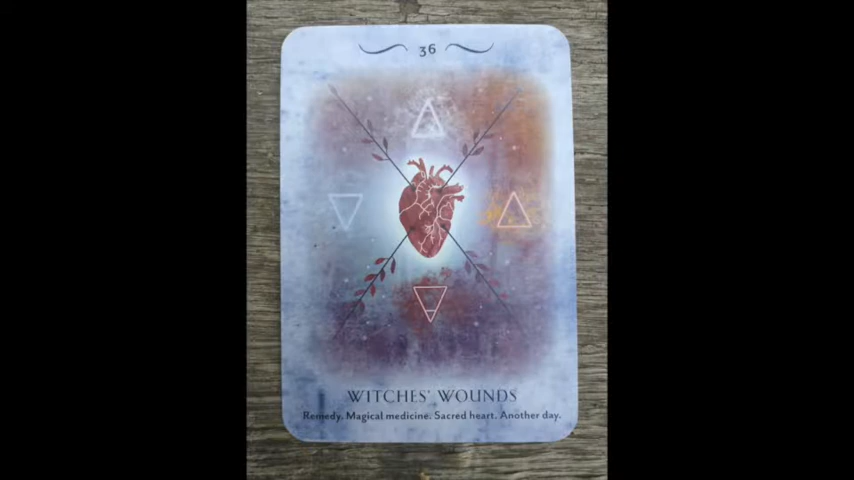 36
WITCHES' WOUNDS
Remedy. Magical medicine. Sacred heart. Another day.